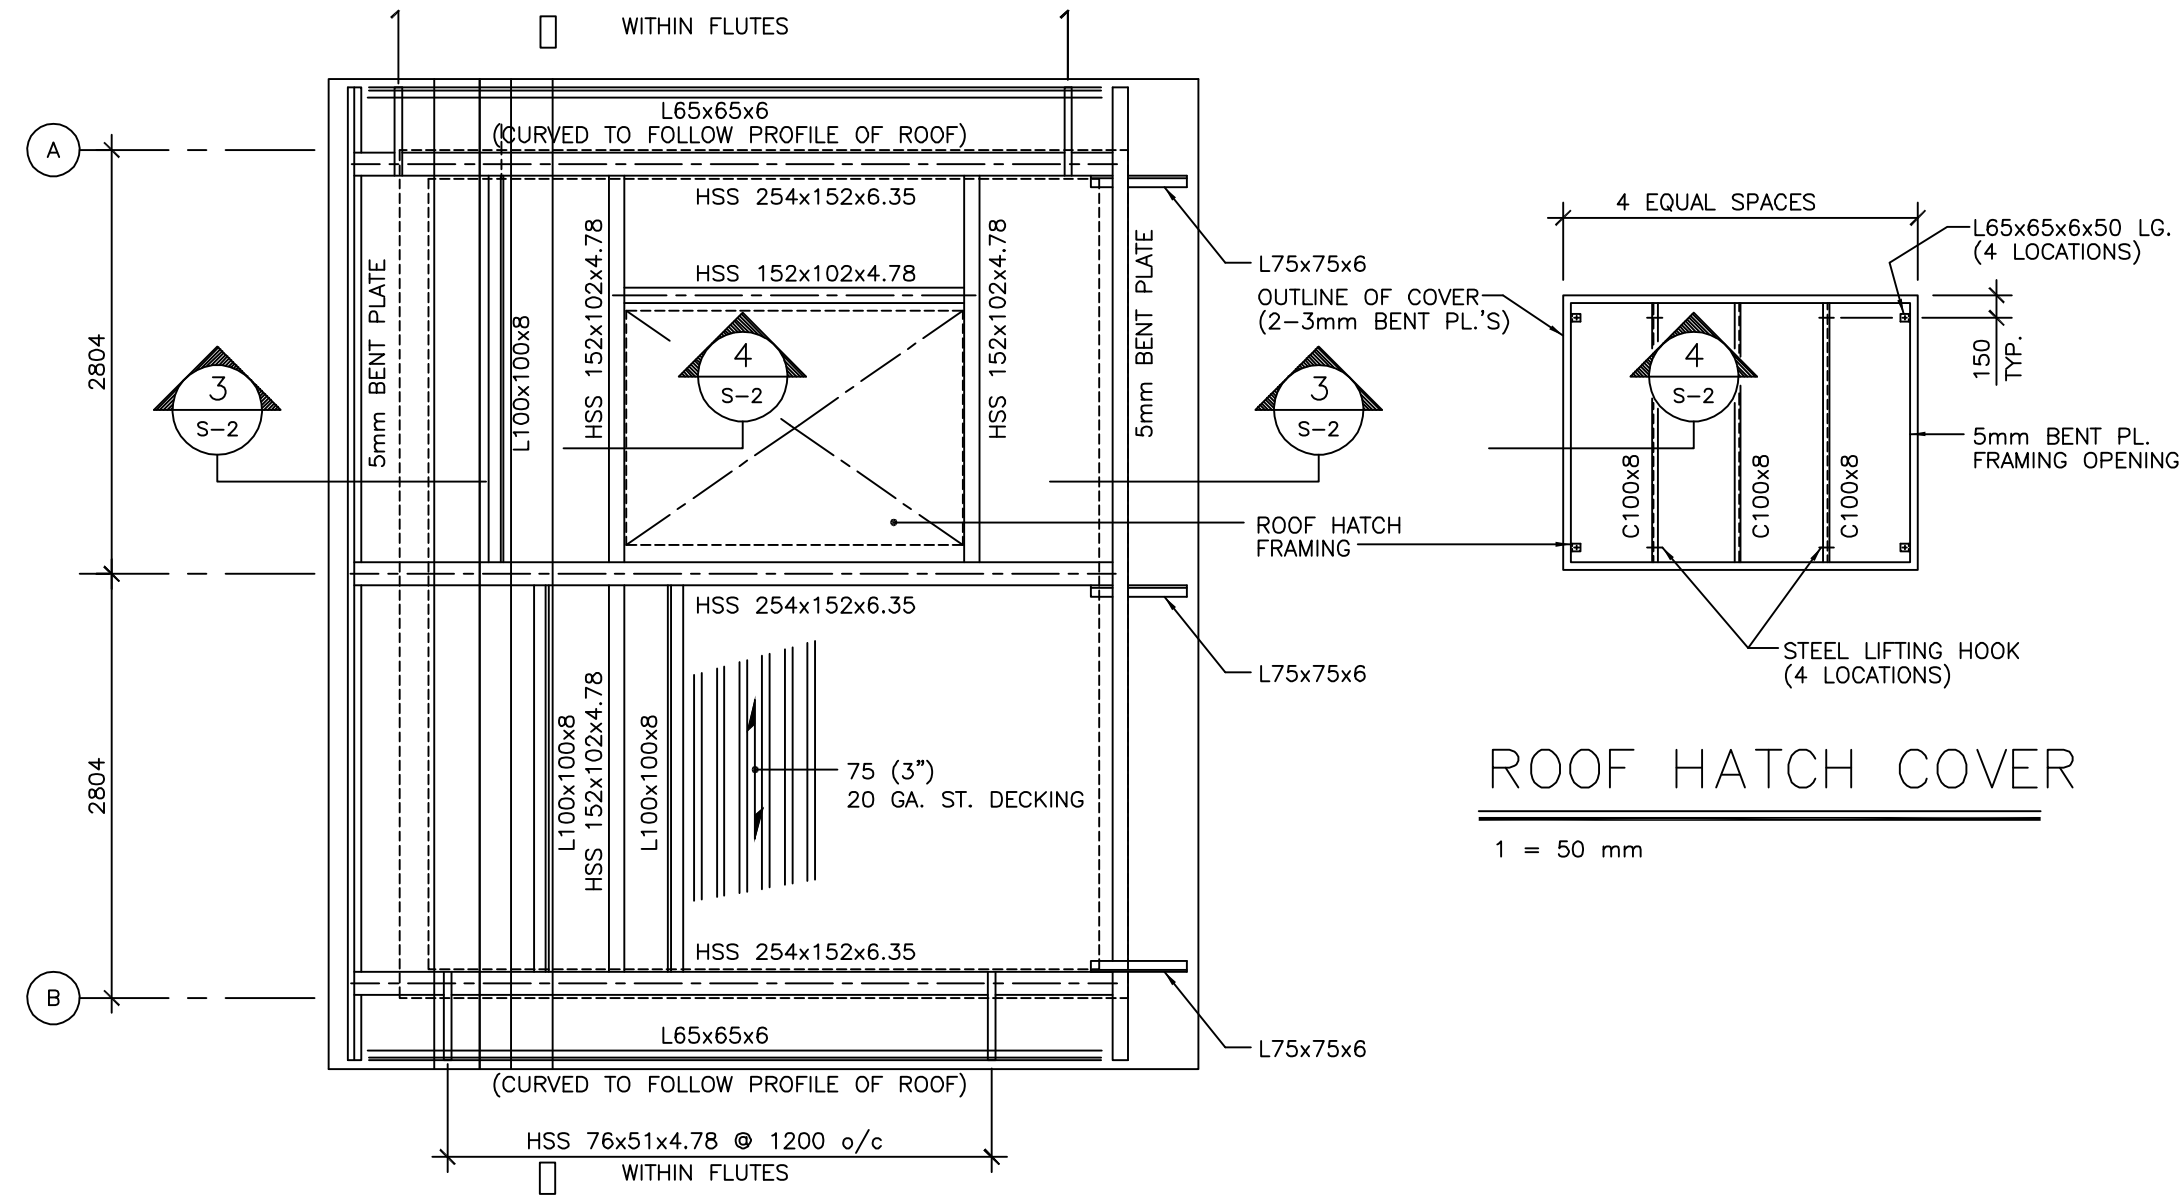 WITHIN FLUTES
L65x65x6
(CURVED TO FOLLOW PROFILE OF ROOF)
A
HSS 254x152x6.35
HSS 152x102x4.78
5mm BENT PLATE
L100x100x8
HSS 152x102x4.78
HSS 152x102x4.78
5mm BENT PLATE
2804
3
S-2
4
S-2
L75x75x6
3
S-2
ROOF HATCH
FRAMING
HSS 254x152x6.35
L75x75x6
2804
L100x100x8
HSS 152x102x4.78
L100x100x8
75 (3")
20 GA. ST. DECKING
HSS 254x152x6.35
B
L65x65x6
L75x75x6
(CURVED TO FOLLOW PROFILE OF ROOF)
HSS 76x51x4.78 @ 1200 o/c
WITHIN FLUTES
4 EQUAL SPACES
L65x65x6x50 LG.
(4 LOCATIONS)
OUTLINE OF COVER
(2-3mm BENT PL.'S)
150
TYP.
4
S-2
C100x8
C100x8
C100x8
5mm BENT PL.
FRAMING OPENING
STEEL LIFTING HOOK
(4 LOCATIONS)
ROOF HATCH COVER
1 = 50 mm